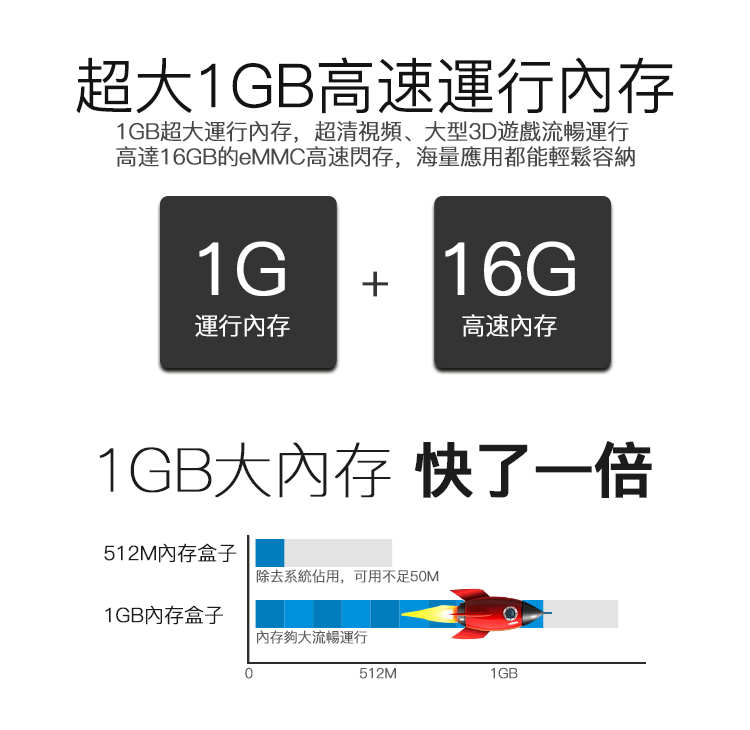 超大1GB高速運行內存
1GB超大運行內存，超清視頻、大型3D遊戲流暢運行
高達16GB的eMMC高速閃存，海量應用都能輕鬆容納
1G
運行內存
+
16G
高速內存
1GB大內存 快了一倍
512M內存盒子
除去系統佔用，可用不足50M
1GB內存盒子
內存夠大流暢運行
0 512M 1GB